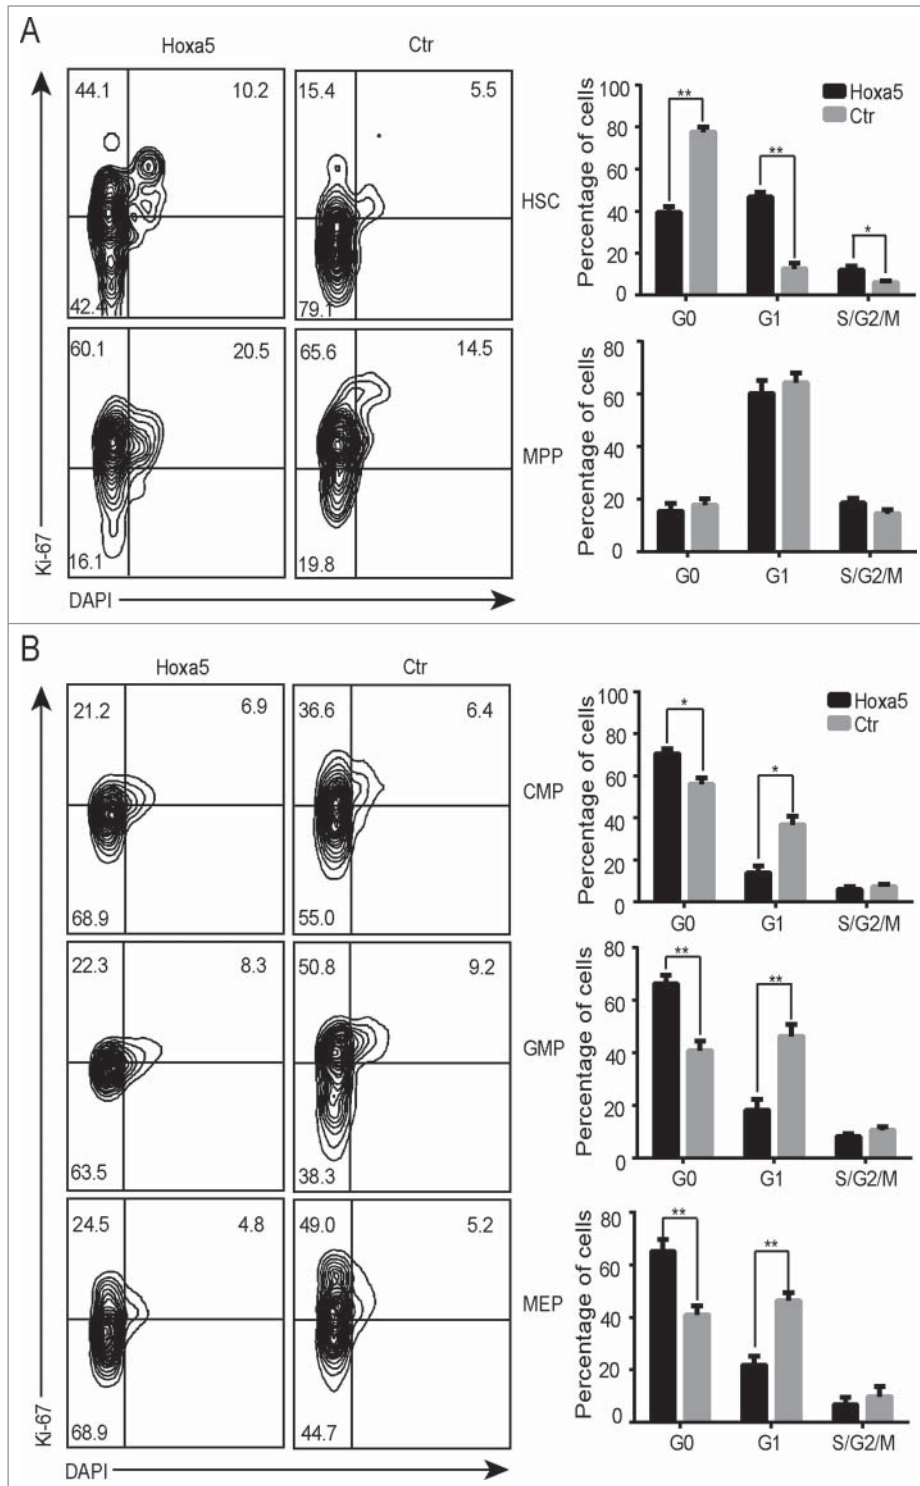 A
Hoxa5
Ctr
44.1
10.2
15.4
5.5
HSC
79.1
60.1
20.5
65.6
14.5
MPP
16.1
19.8
Ki-67
DAPI
Percentage of cells
100
80
60
40
20
0
**
**
*
Hoxa5
Ctr
G0
G1
S/G2/M
Percentage of cells
80
60
40
20
0
G0
G1
S/G2/M
B
Hoxa5
Ctr
21.2
6.9
36.6
6.4
CMP
68.9
55.0
22.3
8.3
50.8
9.2
GMP
63.5
38.3
24.5
4.8
49.0
5.2
MEP
68.9
44.7
Ki-67
DAPI
Percentage of cells
100
80
60
40
20
0
*
*
Hoxa5
Ctr
G0
G1
S/G2/M
Percentage of cells
80
60
40
20
0
**
**
G0
G1
S/G2/M
Percentage of cells
80
60
40
20
0
**
**
G0
G1
S/G2/M